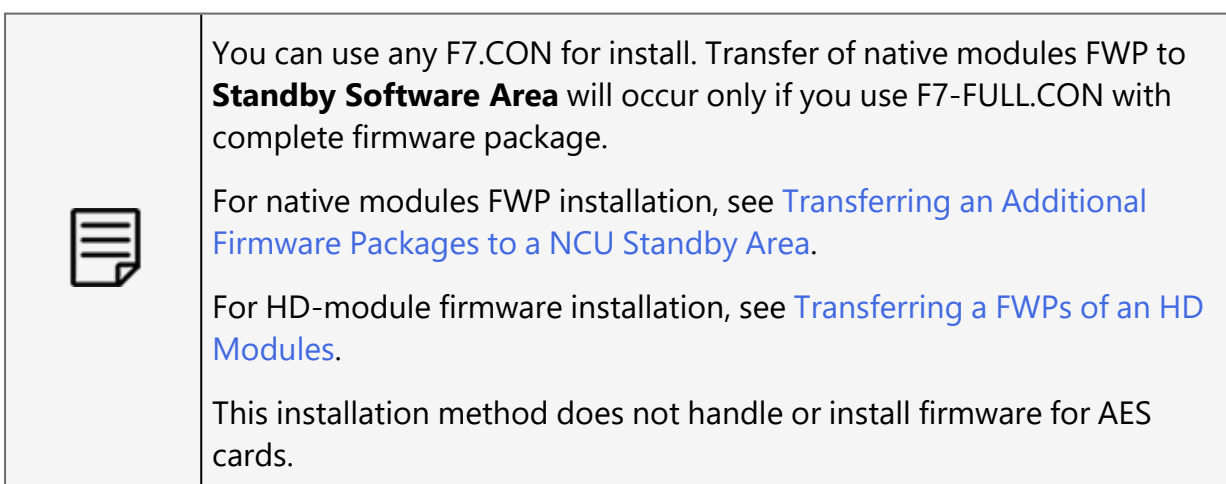 You can use any F7.CON for install. Transfer of native modules FWP to
Standby Software Area will occur only if you use F7-FULL.CON with
complete firmware package.
For native modules FWP installation, see Transferring an Additional
Firmware Packages to a NCU Standby Area.
For HD-module firmware installation, see Transferring a FWPs of an HD
Modules.
This installation method does not handle or install firmware for AES
cards.